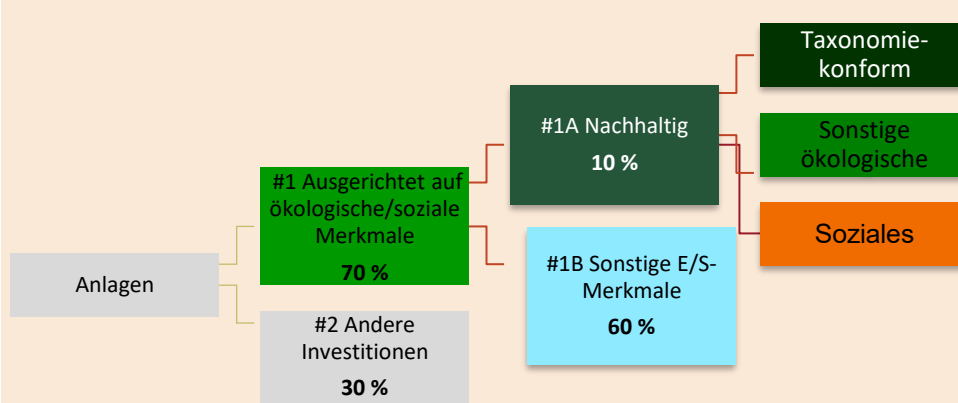 Anlagen
#1 Ausgerichtet auf
ökologische/soziale
Merkmale
70 %
#2 Andere
Investitionen
30 %
#1A Nachhaltig
10 %
#1B Sonstige E/S-
Merkmale
60 %
Taxonomie-
konform
Sonstige
ökologische
Soziales